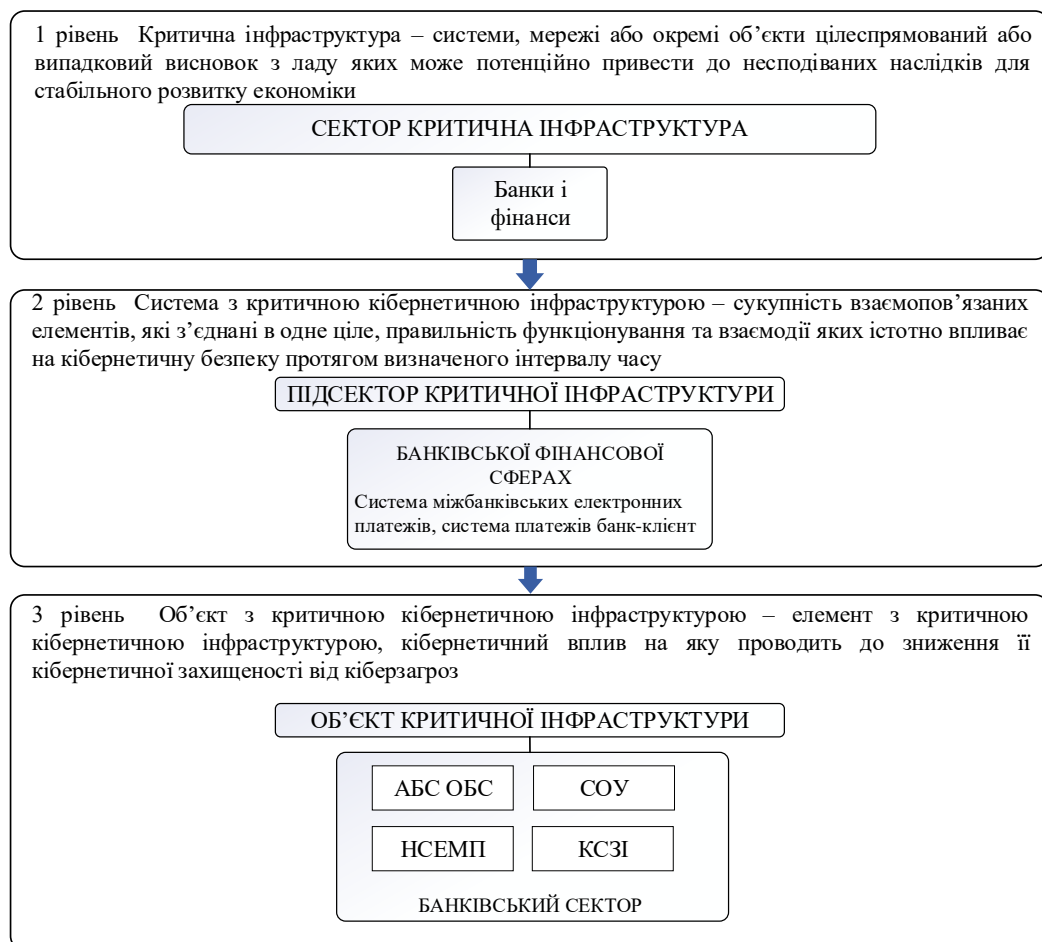 1 рівень Критична інфраструктура – системи, мережі або окремі об’єкти цілеспрямований або
випадковий висновок з ладу яких може потенційно привести до несподіваних наслідків для
стабільного розвитку економіки
СЕКТОР КРИТИЧНА ІНФРАСТРУКТУРА
Банки і
фінанси
2 рівень Система з критичною кібернетичною інфраструктурою – сукупність взаємопов’язаних
елементів, які з’єднані в одне ціле, правильність функціонування та взаємодії яких істотно впливає
на кібернетичну безпеку протягом визначеного інтервалу часу
ПІДСЕКТОР КРИТИЧНОЇ ІНФРАСТРУКТУРИ
БАНКІВСЬКОЇ ФІНАНСОВОЇ
СФЕРАХ
Система міжбанківських електронних
платежів, система платежів банк-клієнт
3 рівень Об’єкт з критичною кібернетичною інфраструктурою – елемент з критичною
кібернетичною інфраструктурою, кібернетичний вплив на яку проводить до зниження її
кібернетичної захищеності від кіберзагроз
ОБ’ЄКТ КРИТИЧНОЇ ІНФРАСТРУКТУРИ
АБС ОБС СОУ
НСЕМП КСЗІ
БАНКІВСЬКИЙ СЕКТОР